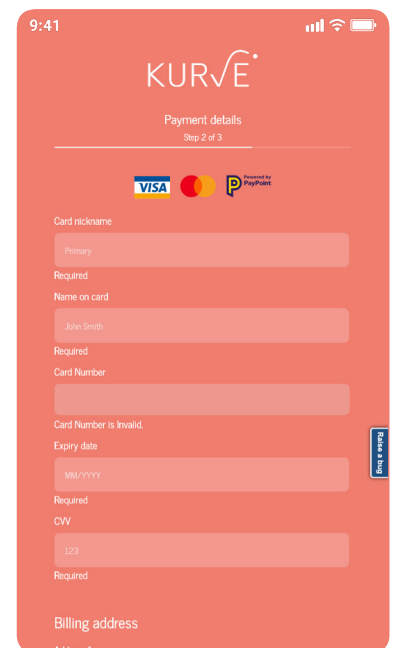 9:41
KURVE
Payment details
Step 2 of 3
VISA
Powered by
PayPoint
Card nickname
Primary
Required
Name on card
John Smith
Required
Card Number
Card Number is Invalid.
Expiry date
MM/YYYY
Required
CVV
123
Required
Raise a bug
Billing address